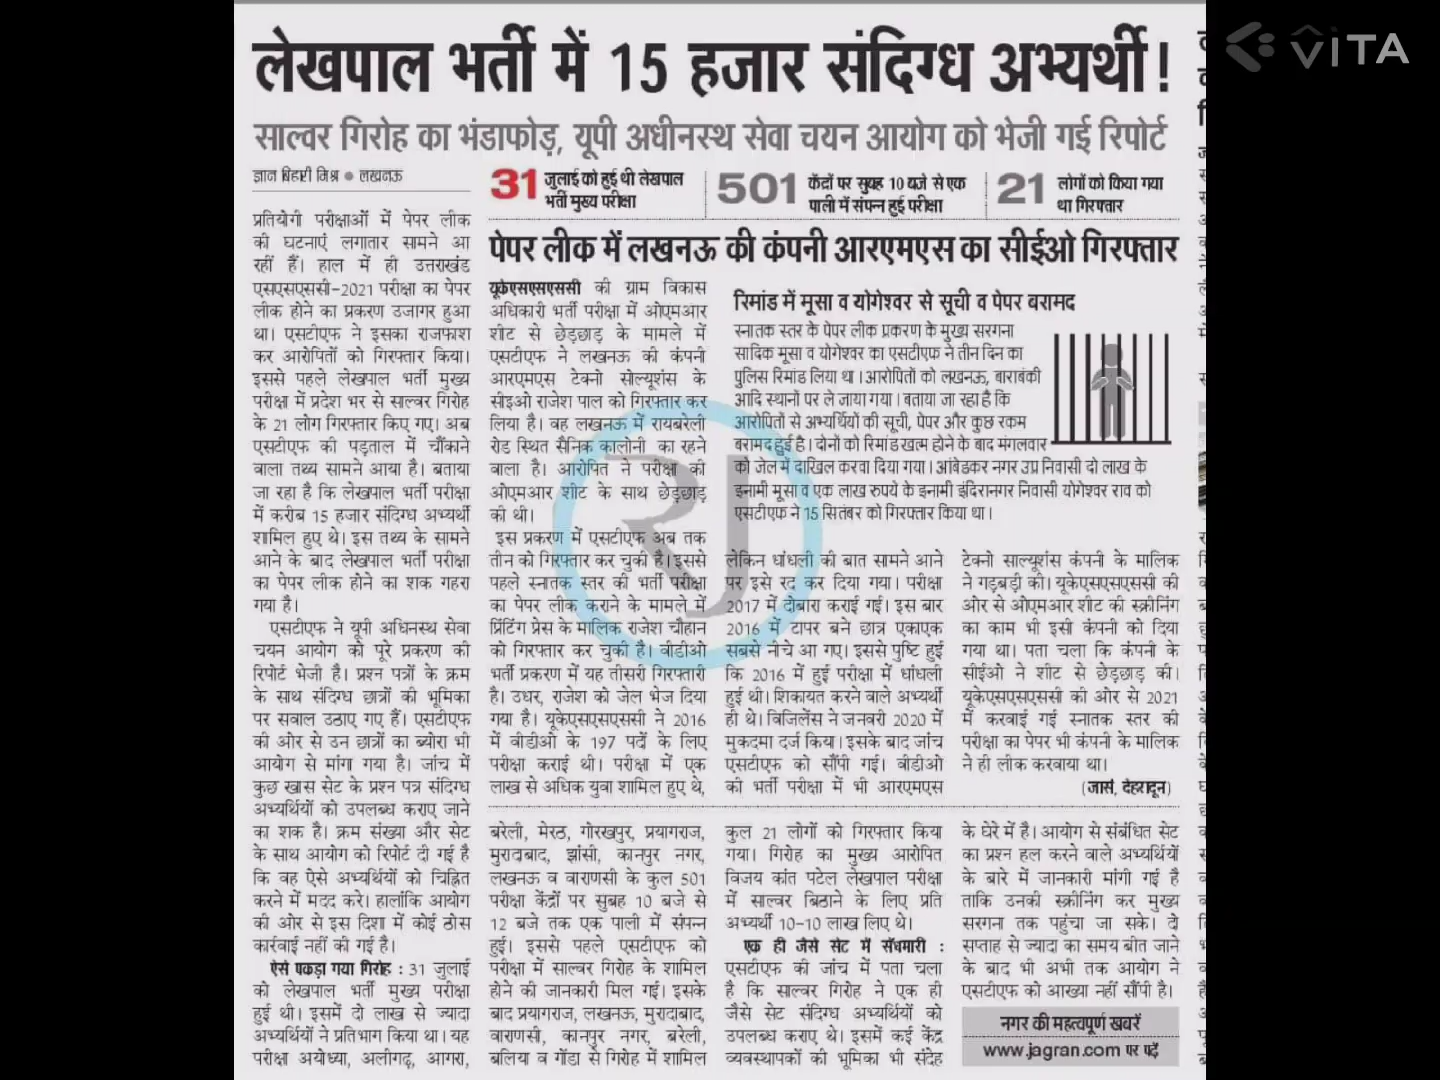 लेखपाल भर्ती में 15 हजार संदिग्ध अभ्यर्थी!
साल्वर गिरोह का भंडाफोड़, यूपी अधीनस्थ सेवा चयन आयोग को भेजी गई रिपोर्ट
ज्ञान बिहारी मिश्र ● लखनऊ
प्रतियोगी परीक्षाओं में पेपर लीक
की घटनाएं लगातार सामने आ
रहीं हैं। हाल में ही उत्तराखंड
एसएसएससी-2021 परीक्षा का पेपर
लीक होने का प्रकरण उजागर हुआ
था। एसटीएफ ने इसका राजफाश
कर आरोपितों को गिरफ्तार किया।
इससे पहले लेखपाल भर्ती मुख्य
परीक्षा में प्रदेश भर से साल्वर गिरोह
के 21 लोग गिरफ्तार किए गए। अब
एसटीएफ की पड़ताल में चौंकाने
वाला तथ्य सामने आया है। बताया
जा रहा है कि लेखपाल भर्ती परीक्षा
में करीब 15 हजार संदिग्ध अभ्यर्थी
शामिल हुए थे। इस तथ्य के सामने
आने के बाद लेखपाल भर्ती परीक्षा
का पेपर लीक होने का शक गहरा
गया है।
एसटीएफ ने यूपी अधिनस्थ सेवा
चयन आयोग को पूरे प्रकरण की
रिपोर्ट भेजी है। प्रश्न पत्रों के क्रम
के साथ संदिग्ध छात्रों की भूमिका
पर सवाल उठाए गए हैं। एसटीएफ
की ओर से उन छात्रों का ब्योरा भी
आयोग से मांगा गया है। जांच में
कुछ खास सेट के प्रश्न पत्र संदिग्ध
अभ्यर्थियों को उपलब्ध कराए जाने
का शक है। क्रम संख्या और सेट
के साथ आयोग को रिपोर्ट दी गई है
कि वह ऐसे अभ्यर्थियों को चिह्नित
करने में मदद करे। हालांकि आयोग
की ओर से इस दिशा में कोई ठोस
कार्रवाई नहीं की गई है।
ऐसे पकड़ा गया गिरोह : 31 जुलाई
को लेखपाल भर्ती मुख्य परीक्षा
हुई थी। इसमें दो लाख से ज्यादा
अभ्यर्थियों ने प्रतिभाग किया था। यह
परीक्षा अयोध्या, अलीगढ़, आगरा,
31 जुलाई को हुई थी लेखपाल
भर्ती मुख्य परीक्षा
501 केंद्रों पर सुबह 10 बजे से एक
पाली में संपन्न हुई परीक्षा
21 लोगों को किया गया
था गिरफ्तार
पेपर लीक में लखनऊ की कंपनी आरएमएस का सीईओ गिरफ्तार
यूकेएसएसएससी की ग्राम विकास
अधिकारी भर्ती परीक्षा में ओएमआर
शीट से छेड़छाड़ के मामले में
एसटीएफ ने लखनऊ की कंपनी
आरएमएस टेक्नो सोल्यूशंस के
सीइओ राजेश पाल को गिरफ्तार कर
लिया है। वह लखनऊ में रायबरेली
रोड स्थित सैनिक कालोनी का रहने
वाला है। आरोपित ने परीक्षा की
ओएमआर शीट के साथ छेड़छाड़
की थी।
इस प्रकरण में एसटीएफ अब तक
तीन को गिरफ्तार कर चुकी है। इससे
पहले स्नातक स्तर की भर्ती परीक्षा
का पेपर लीक कराने के मामले में
प्रिंटिंग प्रेस के मालिक राजेश चौहान
को गिरफ्तार कर चुकी है। वीडीओ
भर्ती प्रकरण में यह तीसरी गिरफ्तारी
है। उधर, राजेश को जेल भेज दिया
गया है। यूकेएसएसएससी ने 2016
में वीडीओ के 197 पदों के लिए
परीक्षा कराई थी। परीक्षा में एक
लाख से अधिक युवा शामिल हुए थे,
रिमांड में मूसा व योगेश्वर से सूची व पेपर बरामद
स्नातक स्तर के पेपर लीक प्रकरण के मुख्य सरगना
सादिक मूसा व योगेश्वर का एसटीएफ ने तीन दिन का
पुलिस रिमांड लिया था। आरोपितों को लखनऊ, बाराबंकी
आदि स्थानों पर ले जाया गया। बताया जा रहा है कि
आरोपितों से अभ्यर्थियों की सूची, पेपर और कुछ रकम
बरामद हुई है। दोनों को रिमांड खत्म होने के बाद मंगलवार
को जेल में दाखिल करवा दिया गया। आंबेडकर नगर उप्र निवासी दो लाख के
इनामी मूसा व एक लाख रुपये के इनामी इंदिरानगर निवासी योगेश्वर राव को
एसटीएफ ने 15 सितंबर को गिरफ्तार किया था।
लेकिन धांधली की बात सामने आने
पर इसे रद कर दिया गया। परीक्षा
2017 में दोबारा कराई गई। इस बार
2016 में टापर बने छात्र एकाएक
सबसे नीचे आ गए। इससे पुष्टि हुई
कि 2016 में हुई परीक्षा में धांधली
हुई थी। शिकायत करने वाले अभ्यर्थी
ही थे। विजिलेंस ने जनवरी 2020 में
मुकदमा दर्ज किया। इसके बाद जांच
एसटीएफ को सौंपी गई। वीडीओ
की भर्ती परीक्षा में भी आरएमएस
टेक्नो साल्यूशंस कंपनी के मालिक
ने गड़बड़ी की। यूकेएसएसएससी की
ओर से ओएमआर शीट की स्क्रीनिंग
का काम भी इसी कंपनी को दिया
गया था। पता चला कि कंपनी के
सीईओ ने शीट से छेड़छाड़ की।
यूकेएसएसएससी की ओर से 2021
में करवाई गई स्नातक स्तर की
परीक्षा का पेपर भी कंपनी के मालिक
ने ही लीक करवाया था।
(जासं, देहरादून)
बरेली, मेरठ, गोरखपुर, प्रयागराज,
मुरादाबाद, झांसी, कानपुर नगर,
लखनऊ व वाराणसी के कुल 501
परीक्षा केंद्रों पर सुबह 10 बजे से
12 बजे तक एक पाली में संपन्न
हुई। इससे पहले एसटीएफ को
परीक्षा में साल्वर गिरोह के शामिल
होने की जानकारी मिल गई। इसके
बाद प्रयागराज, लखनऊ, मुरादाबाद,
वाराणसी, कानपुर नगर, बरेली,
बलिया व गोंडा से गिरोह में शामिल
कुल 21 लोगों को गिरफ्तार किया
गया। गिरोह का मुख्य आरोपित
विजय कांत पटेल लेखपाल परीक्षा
में साल्वर बिठाने के लिए प्रति
अभ्यर्थी 10-10 लाख लिए थे।
एक ही जैसे सेट में सेंधमारी :
एसटीएफ की जांच में पता चला
है कि साल्वर गिरोह ने एक ही
जैसे सेट संदिग्ध अभ्यर्थियों को
उपलब्ध कराए थे। इसमें कई केंद्र
व्यवस्थापकों की भूमिका भी संदेह
के घेरे में है। आयोग से संबंधित सेट
का प्रश्न हल करने वाले अभ्यर्थियों
के बारे में जानकारी मांगी गई है
ताकि उनकी स्क्रीनिंग कर मुख्य
सरगना तक पहुंचा जा सके। दो
सप्ताह से ज्यादा का समय बीत जाने
के बाद भी अभी तक आयोग ने
एसटीएफ को आख्या नहीं सौंपी है।
नगर की महत्वपूर्ण खबरें
www.jagran.com पर पढ़ें
RJ
VITA